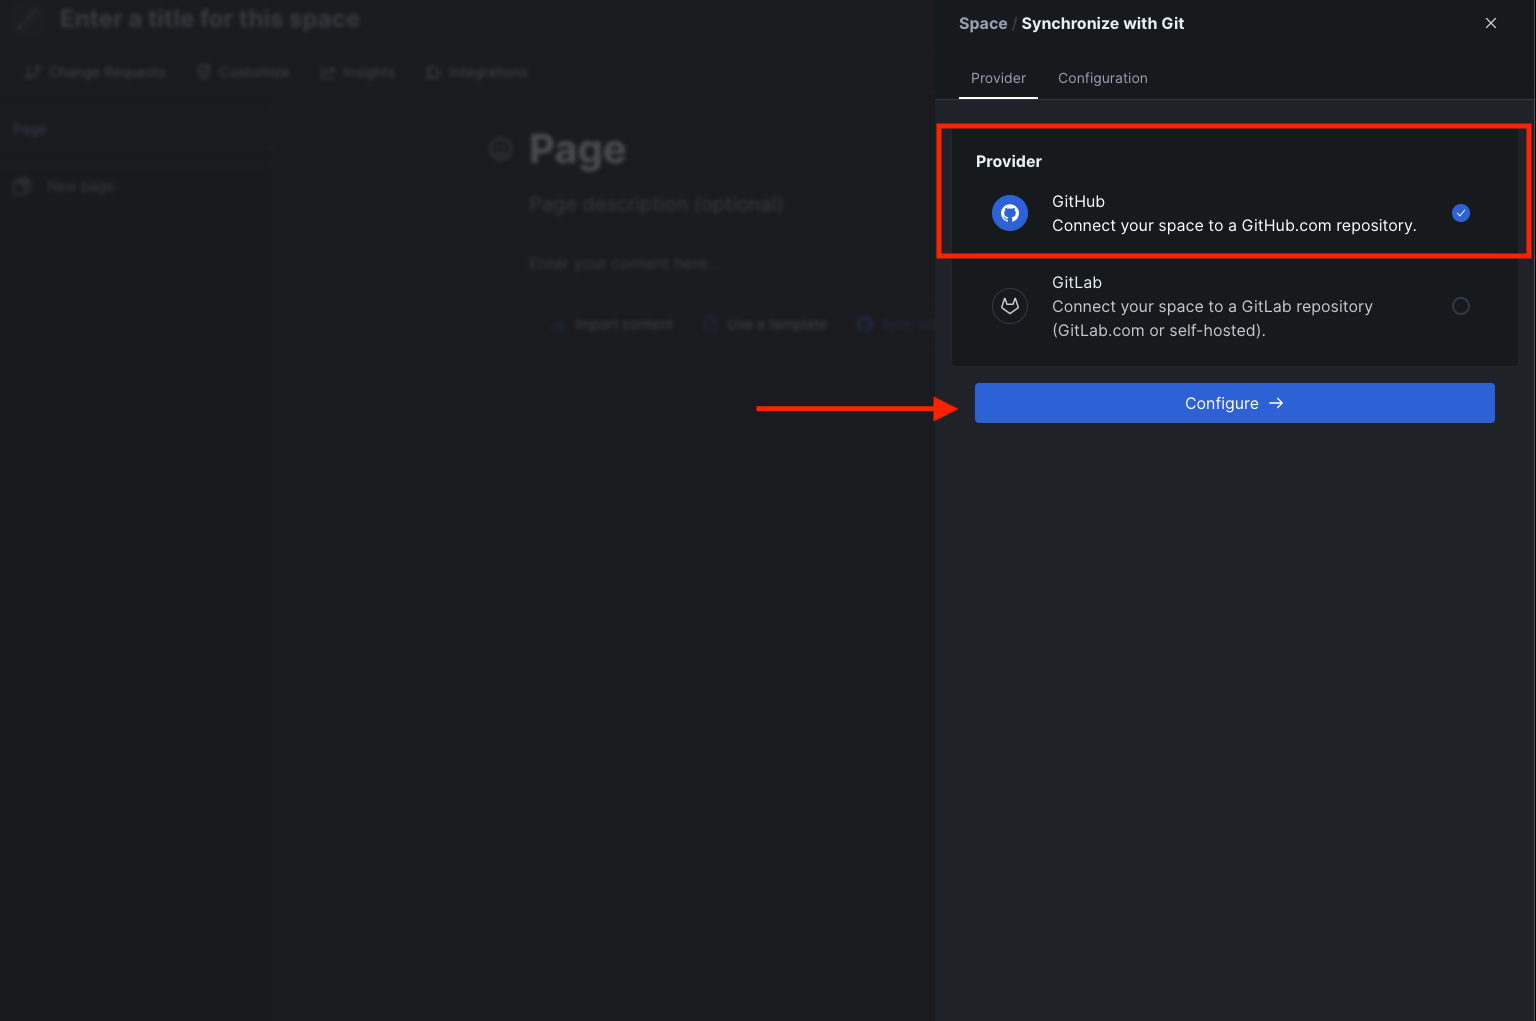 Enter a title for this space
Change Requests Customize Insights Integrations
Page
New page
Page
Page description (optional)
Enter your content here...
Import content Use a template Sync
Space / Synchronize with Git
Provider Configuration
Provider
GitHub
Connect your space to a GitHub.com repository.
GitLab
Connect your space to a GitLab repository
(GitLab.com or self-hosted).
Configure →